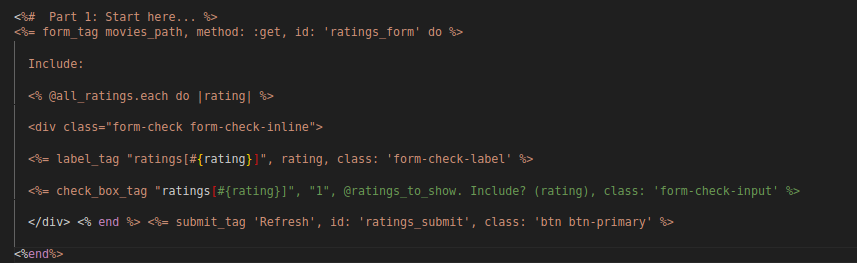 <%#  Part 1: Start here... %>
<%= form_tag movies_path, method: :get, id: 'ratings_form' do %>
Include:
<% @all_ratings.each do |rating| %>
<div class="form-check form-check-inline">
<%= label_tag "ratings[#{rating}]", rating, class: 'form-check-label' %>
<%= check_box_tag "ratings[#{rating}]", "1", @ratings_to_show. Include? (rating), class: 'form-check-input' %>
</div> <% end %> <%= submit_tag 'Refresh', id: 'ratings_submit', class: 'btn btn-primary' %>
<%end%>